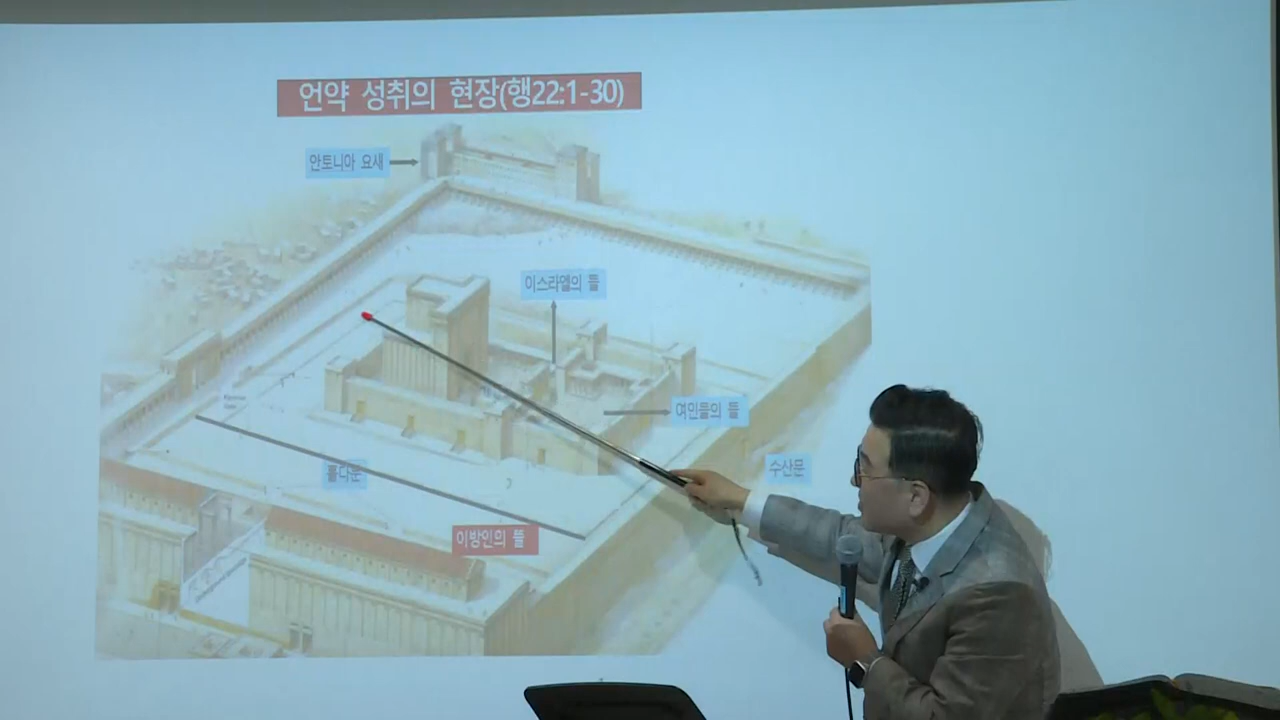 언약 성취의 현장(행22:1-30)
안토니아 요새
이스라엘의 뜰
여인들의 뜰
수산문
훌다문
이방인의 뜰